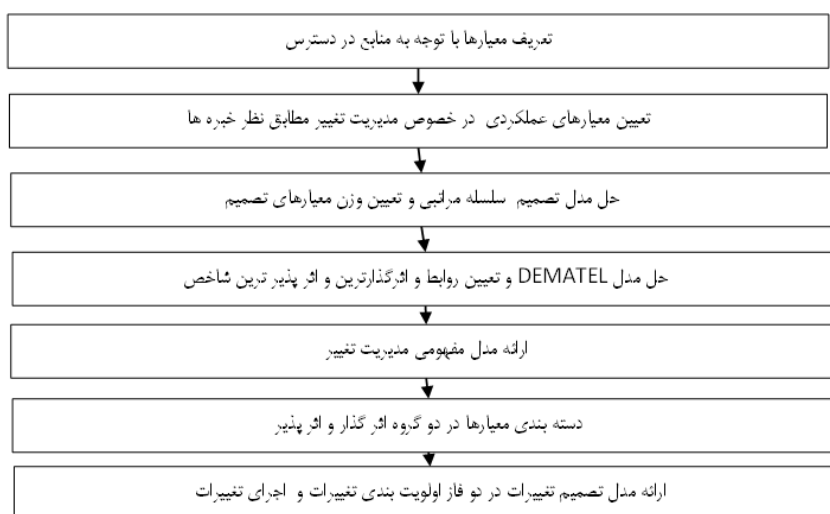 تعریف معیارها با توجه به منابع در دسترس
تعیین معیارهای عملکردی در خصوص مدیریت تغییر مطابق نظر خبره ها
حل مدل تصمیم سلسله مراتبی و تعیین وزن معیارهای تصمیم
حل مدل DEMATEL و تعیین روابط و اثرگذارترین و اثر پذیر ترین شاخص
ارائه مدل مفهومی مدیریت تغییر
دسته بندی معیارها در دو گروه اثر گذار و اثر پذیر
ارائه مدل تصمیم تغییرات در دو فاز اولویت بندی تغییرات و اجرای تغییرات